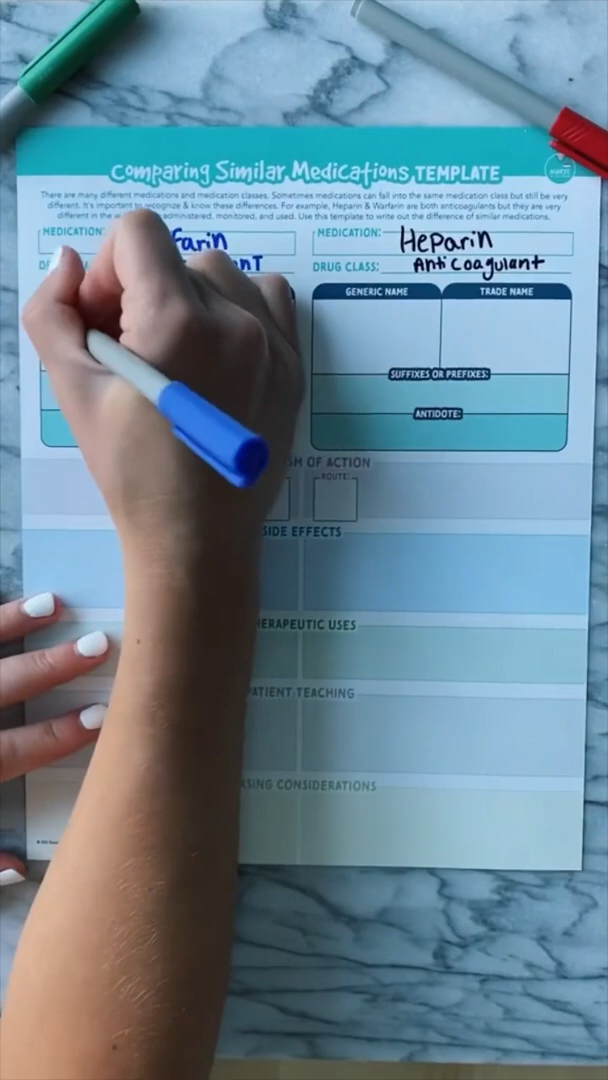 Comparing Similar Medications TEMPLATE
There are many different medications and medication classes. Sometimes medications can fall into the same medication class but still be very
different. It's important to recognize & know these differences. For example, Heparin & Warfarin are both anticoagulants but they are very
different in the administered, monitored, and used. Use this template to write out the difference of similar medications.
MEDICATION: farin
MEDICATION: Heparin
DRUG CLASS: Anticoagulant
GENERIC NAME TRADE NAME
SUFFIXES OR PREFIXES:
ANTIDOTE:
SM OF ACTION
ROUTE:
SIDE EFFECTS
HERAPEUTIC USES
PATIENT TEACHING
SING CONSIDERATIONS